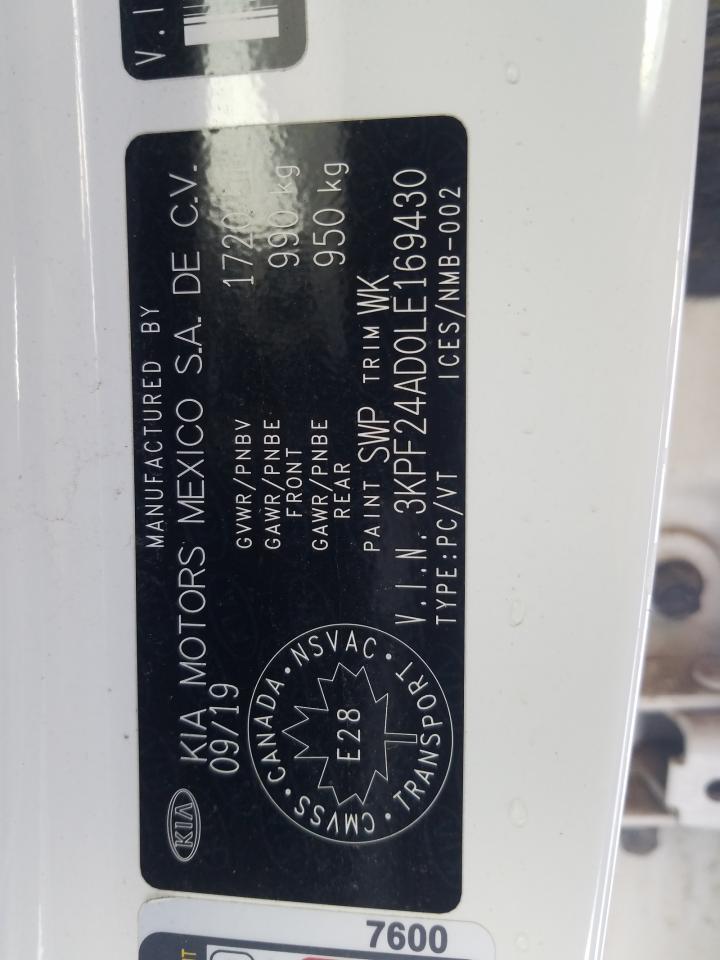 V.I
MANUFACTURED BY
KIA
KIA MOTORS MEXICO S.A. DE C.V.
09/19
GVWR/PNBV
GAWR/PNBE 990 kg
FRONT
GAWR/PNBE 950 kg
REAR
PAINT SWP TRIM WK
V.I.N. 3KPF24AD0LE169430
TYPE:PC/VT ICES/NMB-002
CANADA • NSVAC • TRANSPORT • CMVSS •
E28
7600